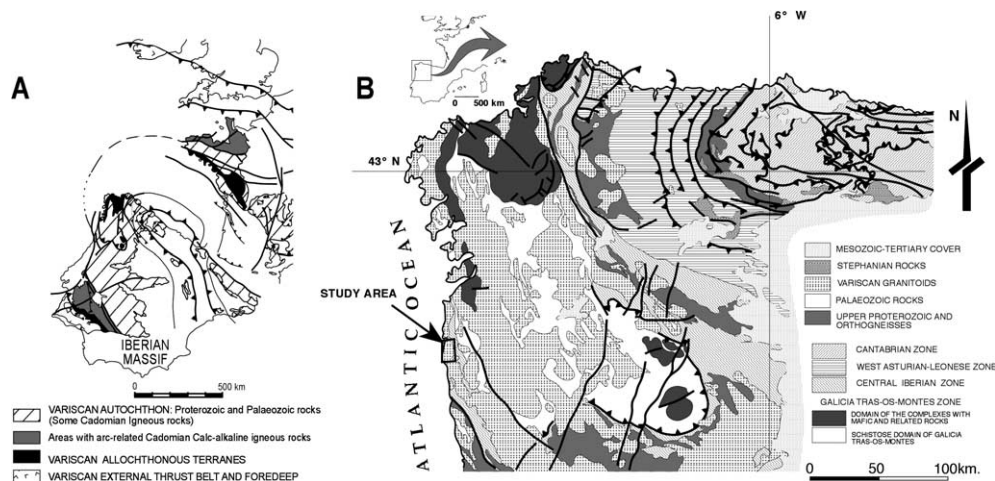 A
IBERIAN
MASSIF
0 500 km
VARISCAN AUTOCHTHON: Proterozoic and Palaeozoic rocks
(Some Cadomian Igneous rocks)
Areas with arc-related Cadomian Calc-alkaline igneous rocks
VARISCAN ALLOCHTHONOUS TERRANES
VARISCAN EXTERNAL THRUST BELT AND FOREDEEP
B
0 500 km
6° W
N
43° N
STUDY AREA
ATLANTIC OCEAN
MESOZOIC-TERTIARY COVER
STEPHANIAN ROCKS
VARISCAN GRANITOIDS
PALAEOZOIC ROCKS
UPPER PROTEROZOIC AND
ORTHOGNEISSES
CANTABRIAN ZONE
WEST ASTURIAN-LEONESE ZONE
CENTRAL IBERIAN ZONE
GALICIA TRAS-OS-MONTES ZONE
DOMAIN OF THE COMPLEXES WITH
MAFIC AND RELATED ROCKS
SCHISTOSE DOMAIN OF GALICIA
TRAS-OS-MONTES
0 50 100km.